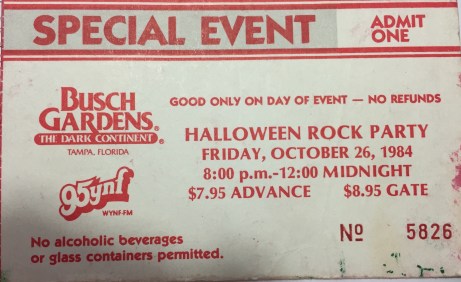 SPECIAL EVENT
ADMIT
ONE
BUSCH
GARDENS®
THE DARK CONTINENT®
TAMPA, FLORIDA
GOOD ONLY ON DAY OF EVENT — NO REFUNDS
HALLOWEEN ROCK PARTY
FRIDAY, OCTOBER 26, 1984
8:00 p.m.-12:00 MIDNIGHT
$7.95 ADVANCE $8.95 GATE
95ynf
WYNF-FM
No alcoholic beverages
or glass containers permitted.
Nº 5826